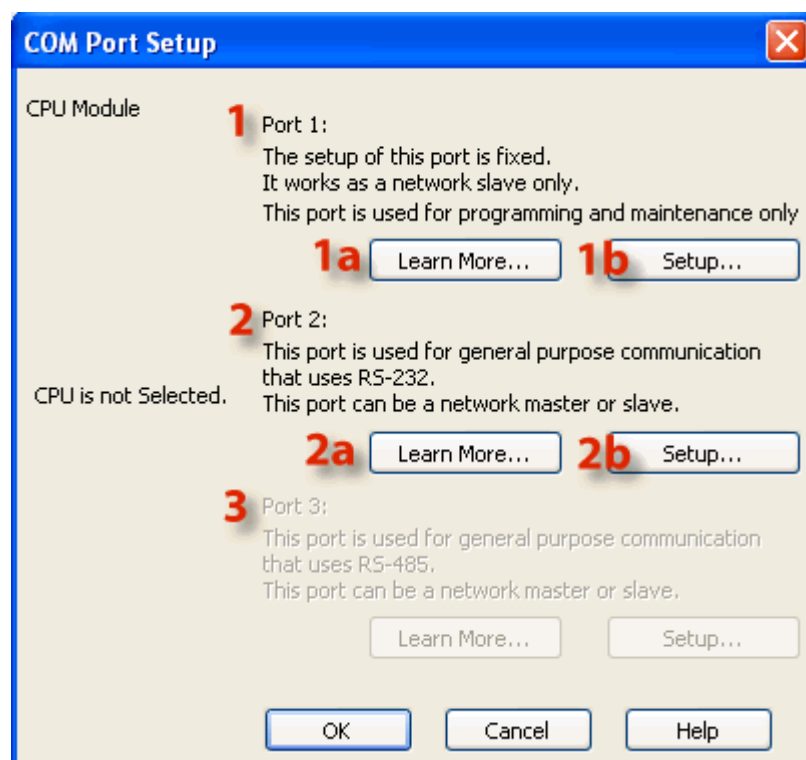 COM Port Setup
CPU Module
1 Port 1:
The setup of this port is fixed.
It works as a network slave only.
This port is used for programming and maintenance only
1a Learn More... 1b Setup...
2 Port 2:
This port is used for general purpose communication
that uses RS-232.
CPU is not Selected.
This port can be a network master or slave.
2a Learn More... 2b Setup...
3 Port 3:
This port is used for general purpose communication
that uses RS-485.
This port can be a network master or slave.
Learn More... Setup...
OK Cancel Help